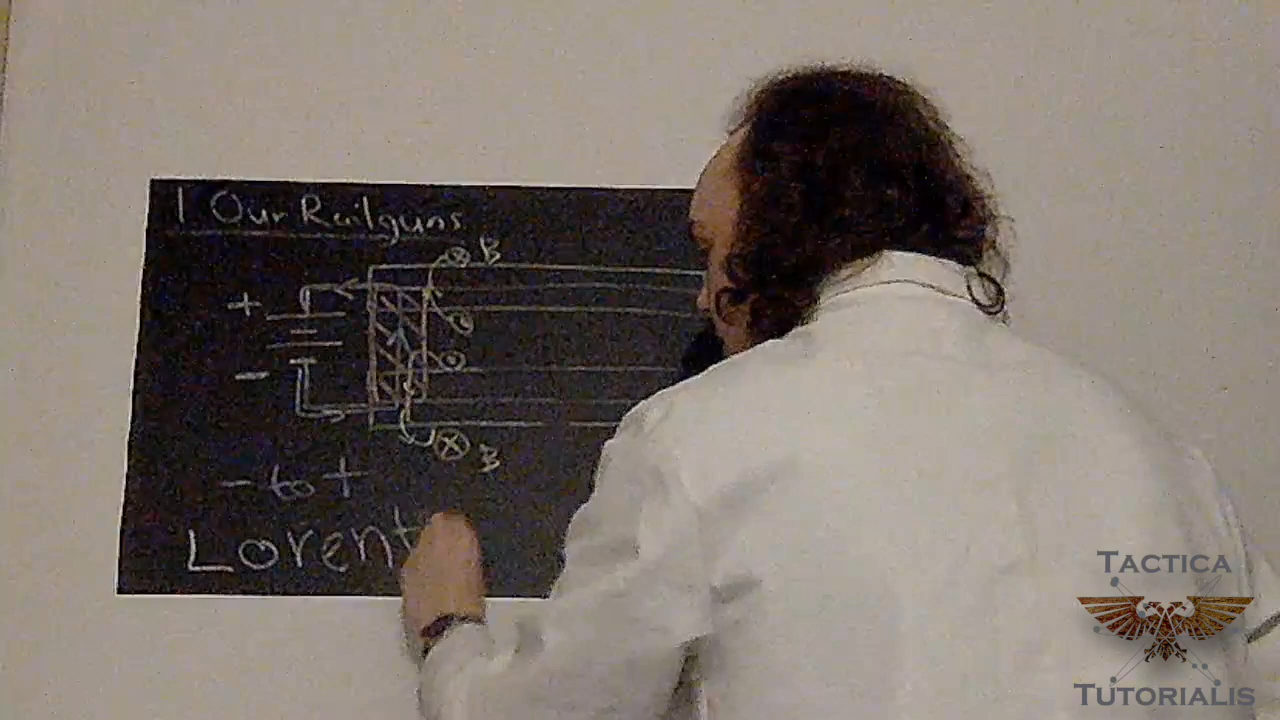 1 Our Railguns
B
+
-
B
- to +
Lorent
TACTICA
TUTORIALIS